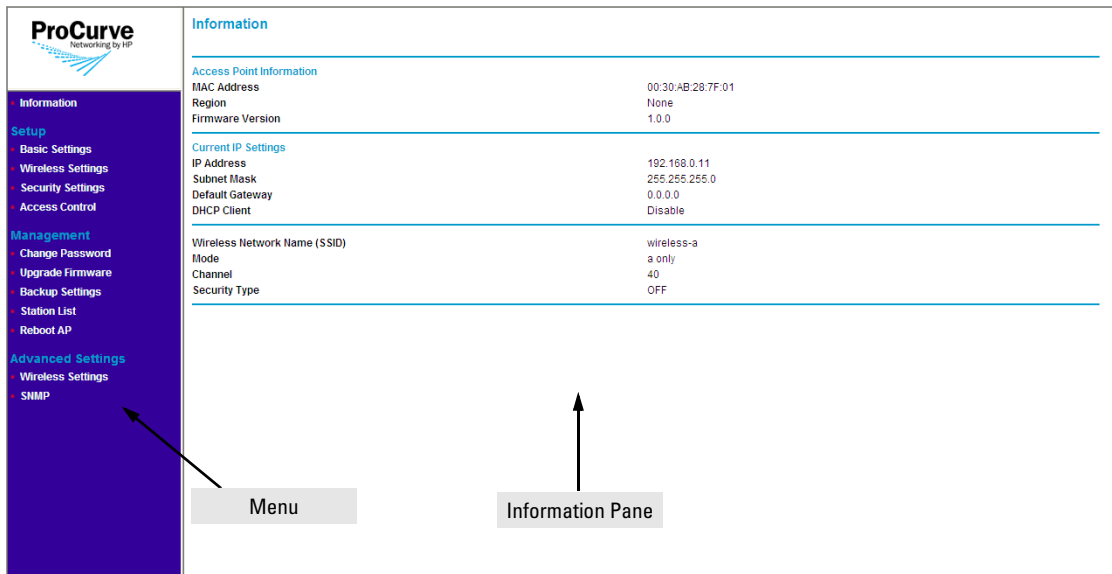 ProCurve
Networking by HP
Information
Setup
Basic Settings
Wireless Settings
Security Settings
Access Control
Management
Change Password
Upgrade Firmware
Backup Settings
Station List
Reboot AP
Advanced Settings
Wireless Settings
SNMP
Information
Access Point Information
MAC Address 00:30:AB:28:7F:01
Region None
Firmware Version 1.0.0
Current IP Settings
IP Address 192.168.0.11
Subnet Mask 255.255.255.0
Default Gateway 0.0.0.0
DHCP Client Disable
Wireless Network Name (SSID) wireless-a
Mode a only
Channel 40
Security Type OFF
Menu
Information Pane